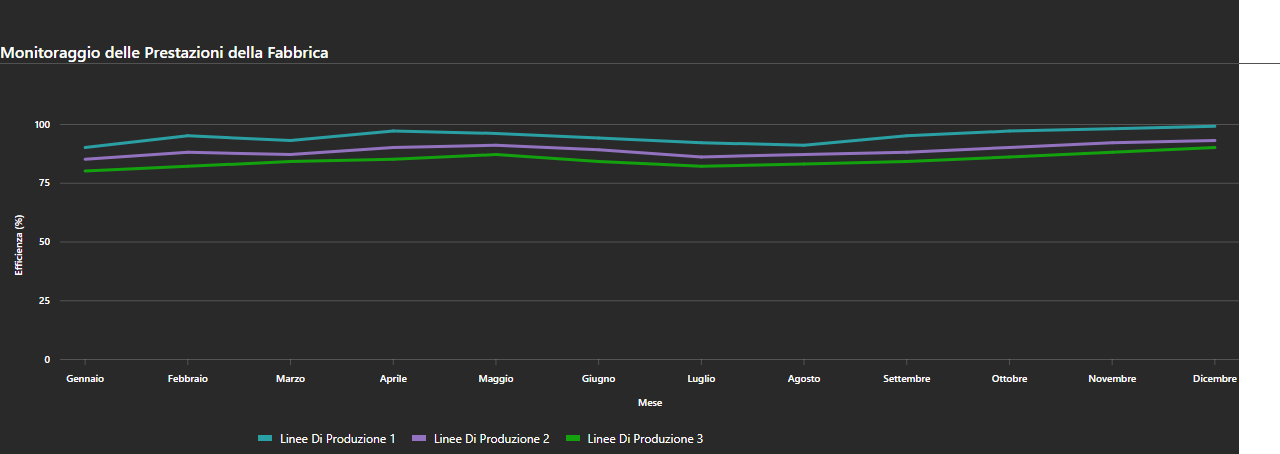 Monitoraggio delle Prestazioni della Fabbrica
100
75
50
25
0
Efficienza (%)
Gennaio Febbraio Marzo Aprile Maggio Giugno Luglio Agosto Settembre Ottobre Novembre Dicembre
Mese
Linee Di Produzione 1 Linee Di Produzione 2 Linee Di Produzione 3